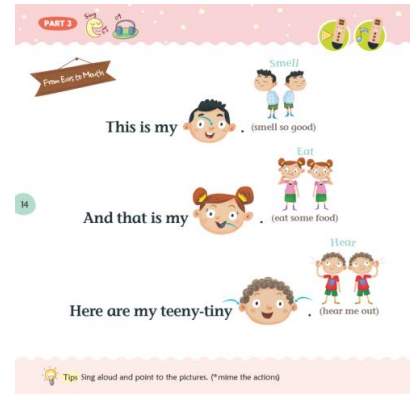 PART 3
Sing
From Ears to Mouth
Smell
This is my . (smell so good)
Eat
14
And that is my . (eat some food)
Hear
Here are my teeny-tiny . (hear me out)
Tips Sing aloud and point to the pictures. (*mime the actions)